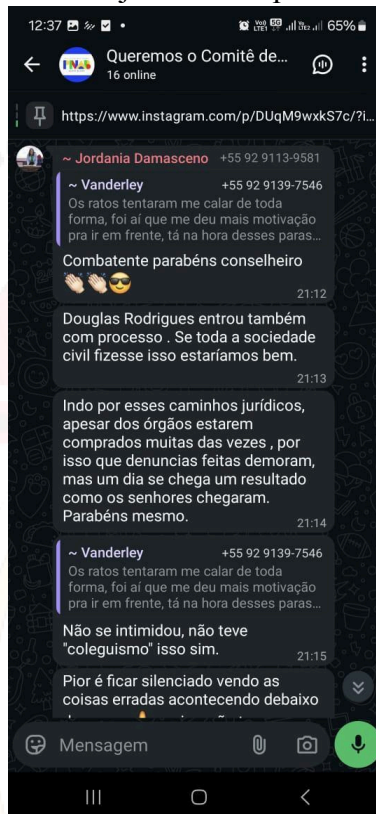 12:37 65%
Queremos o Comitê de...
16 online
https://www.instagram.com/p/DUqM9wxkS7c/?i...
~ Jordania Damasceno +55 92 9113-9581
~ Vanderley +55 92 9139-7546
Os ratos tentaram me calar de toda
forma, foi aí que me deu mais motivação
pra ir em frente, tá na hora desses paras...
Combatente parabéns conselheiro
👏🏻👏🏻😎
21:12
Douglas Rodrigues entrou também
com processo . Se toda a sociedade
civil fizesse isso estaríamos bem.
21:13
Indo por esses caminhos jurídicos,
apesar dos órgãos estarem
comprados muitas das vezes , por
isso que denuncias feitas demoram,
mas um dia se chega um resultado
como os senhores chegaram.
Parabéns mesmo.
21:14
~ Vanderley +55 92 9139-7546
Os ratos tentaram me calar de toda
forma, foi aí que me deu mais motivação
pra ir em frente, tá na hora desses paras...
Não se intimidou, não teve
"coleguismo" isso sim.
21:15
Pior é ficar silenciado vendo as
coisas erradas acontecendo debaixo
Mensagem